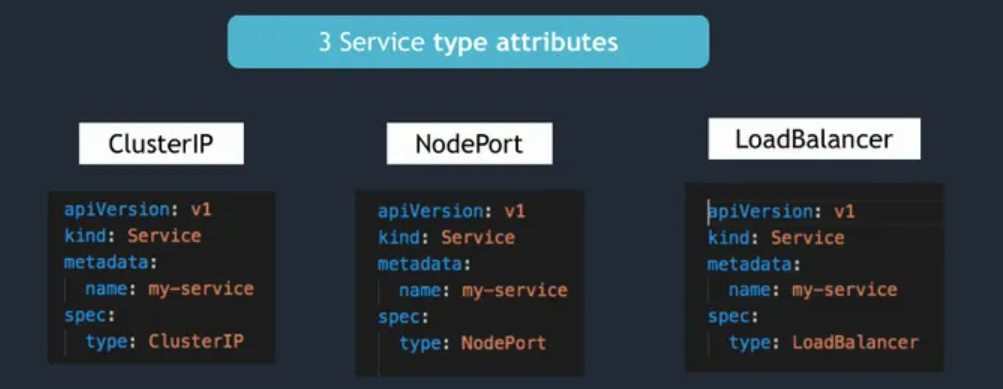 3 Service type attributes
ClusterIP
apiVersion: v1
kind: Service
metadata:
name: my-service
spec:
type: ClusterIP
NodePort
apiVersion: v1
kind: Service
metadata:
name: my-service
spec:
type: NodePort
LoadBalancer
apiVersion: v1
kind: Service
metadata:
name: my-service
spec:
type: LoadBalancer